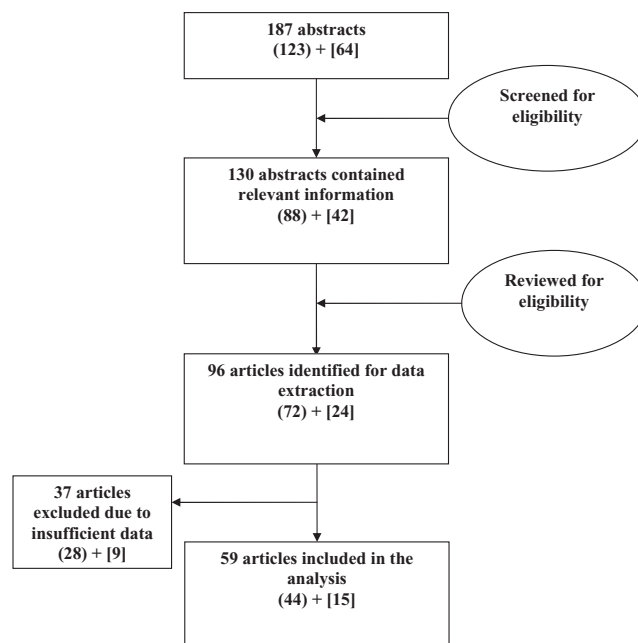 187 abstracts
(123) + [64]
Screened for
eligibility
130 abstracts contained
relevant information
(88) + [42]
Reviewed for
eligibility
96 articles identified for data
extraction
(72) + [24]
37 articles
excluded due to
insufficient data
(28) + [9]
59 articles included in the
analysis
(44) + [15]